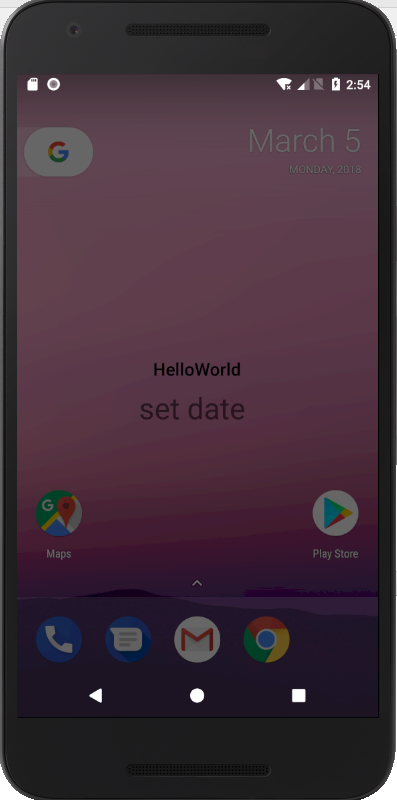 2:54
G
March 5
MONDAY, 2018
HelloWorld
set date
G
Maps
Play Store